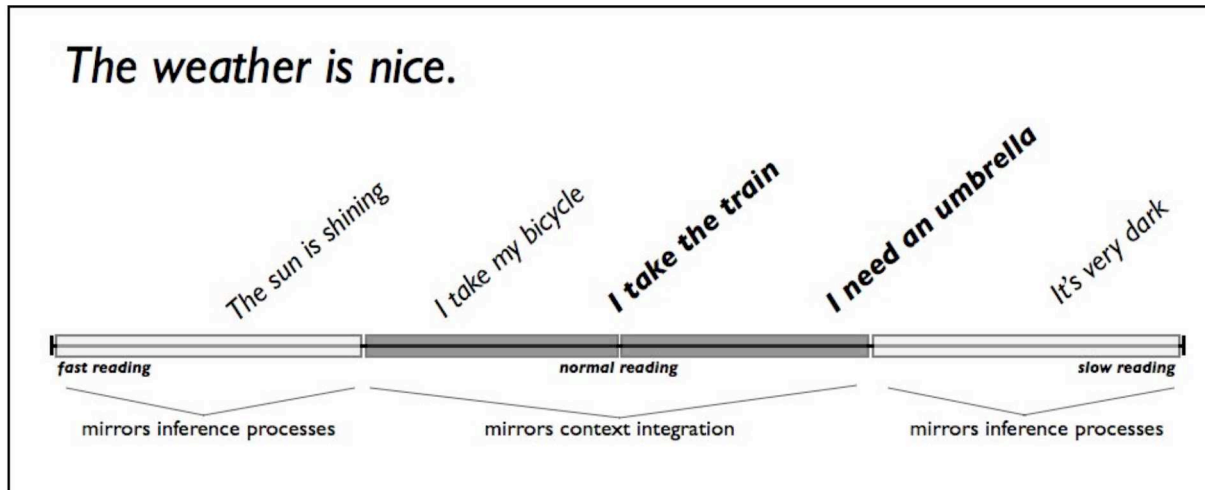 The weather is nice.
The sun is shining
I take my bicycle
I take the train
I need an umbrella
It's very dark
fast reading
normal reading
slow reading
mirrors inference processes
mirrors context integration
mirrors inference processes